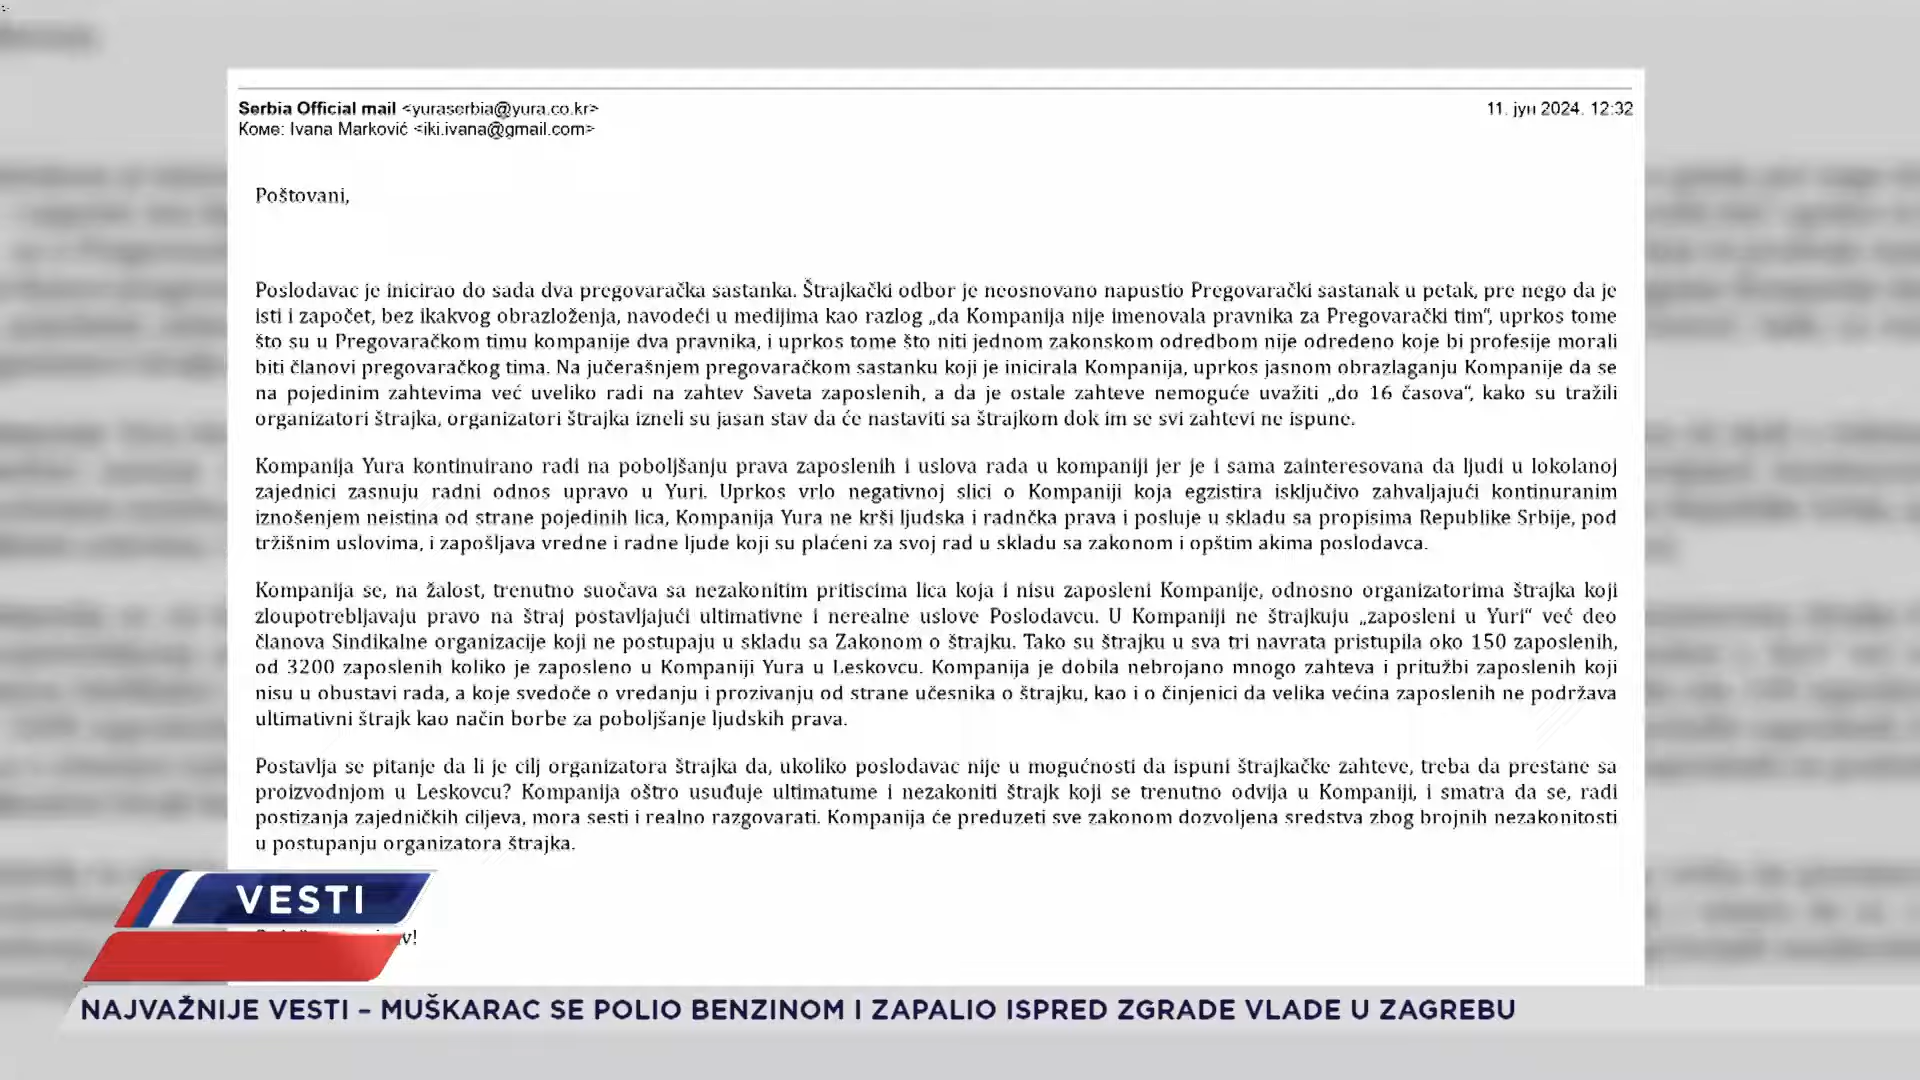 Serbia Official mail <yuraserbia@yura.co.kr>
11. јун 2024. 12:32
Коме: Ivana Marković <iki.ivana@gmail.com>
Poštovani,
Poslodavac je inicirao do sada dva pregovaračka sastanka. Štrajkački odbor je neosnovano napustio Pregovarački sastanak u petak, pre nego da je
isti i započet, bez ikakvog obrazloženja, navodeći u medijima kao razlog „da Kompanija nije imenovala pravnika za Pregovarački tim“, uprkos tome
što su u Pregovaračkom timu kompanije dva pravnika, i uprkos tome što niti jednom zakonskom odredbom nije određeno koje bi profesije morali
biti članovi pregovaračkog tima. Na jučerašnjem pregovaračkom sastanku koji je inicirala Kompanija, uprkos jasnom obrazlaganju Kompanije da se
na pojedinim zahtevima već uveliko radi na zahtev Saveta zaposlenih, a da je ostale zahteve nemoguće uvažiti „do 16 časova“, kako su tražili
organizatori štrajka, organizatori štrajka izneli su jasan stav da će nastaviti sa štrajkom dok im se svi zahtevi ne ispune.
Kompanija Yura kontinuirano radi na poboljšanju prava zaposlenih i uslova rada u kompaniji jer je i sama zainteresovana da ljudi u lokolanoj
zajednici zasnuju radni odnos upravo u Yuri. Uprkos vrlo negativnoj slici o Kompaniji koja egzistira isključivo zahvaljajući kontinuranim
iznošenjem neistina od strane pojedinih lica, Kompanija Yura ne krši ljudska i radnčka prava i posluje u skladu sa propisima Republike Srbije, pod
tržišnim uslovima, i zapošljava vredne i radne ljude koji su plaćeni za svoj rad u skladu sa zakonom i opštim akima poslodavca.
Kompanija se, na žalost, trenutno suočava sa nezakonitim pritiscima lica koja i nisu zaposleni Kompanije, odnosno organizatorima štrajka koji
zloupotrebljavaju pravo na štraj postavljajući ultimativne i nerealne uslove Poslodavcu. U Kompaniji ne štrajkuju „zaposleni u Yuri“ već deo
članova Sindikalne organizacije koji ne postupaju u skladu sa Zakonom o štrajku. Tako su štrajku u sva tri navrata pristupila oko 150 zaposlenih,
od 3200 zaposlenih koliko je zaposleno u Kompaniji Yura u Leskovcu. Kompanija je dobila nebrojano mnogo zahteva i pritužbi zaposlenih koji
nisu u obustavi rada, a koje svedoče o vređanju i prozivanju od strane učesnika o štrajku, kao i o činjenici da velika većina zaposlenih ne podržava
ultimativni štrajk kao način borbe za poboljšanje ljudskih prava.
Postavlja se pitanje da li je cilj organizatora štrajka da, ukoliko poslodavac nije u mogućnosti da ispuni štrajkačke zahteve, treba da prestane sa
proizvodnjom u Leskovcu? Kompanija oštro usuđuje ultimatume i nezakoniti štrajk koji se trenutno odvija u Kompaniji, i smatra da se, radi
postizanja zajedničkih ciljeva, mora sesti i realno razgovarati. Kompanija će preduzeti sve zakonom dozvoljena sredstva zbog brojnih nezakonitosti
u postupanju organizatora štrajka.
VESTI
NAJVAŽNIJE VESTI – MUŠKARAC SE POLIO BENZINOM I ZAPALIO ISPRED ZGRADE VLADE U ZAGREBU